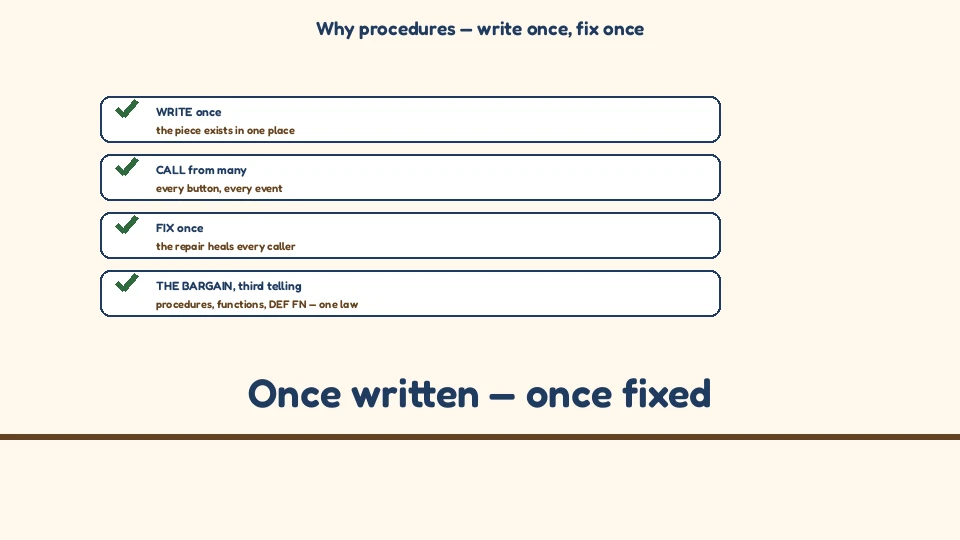 Why procedures — write once, fix once
WRITE once
the piece exists in one place
CALL from many
every button, every event
FIX once
the repair heals every caller
THE BARGAIN, third telling
procedures, functions, DEF FN — one law
Once written — once fixed